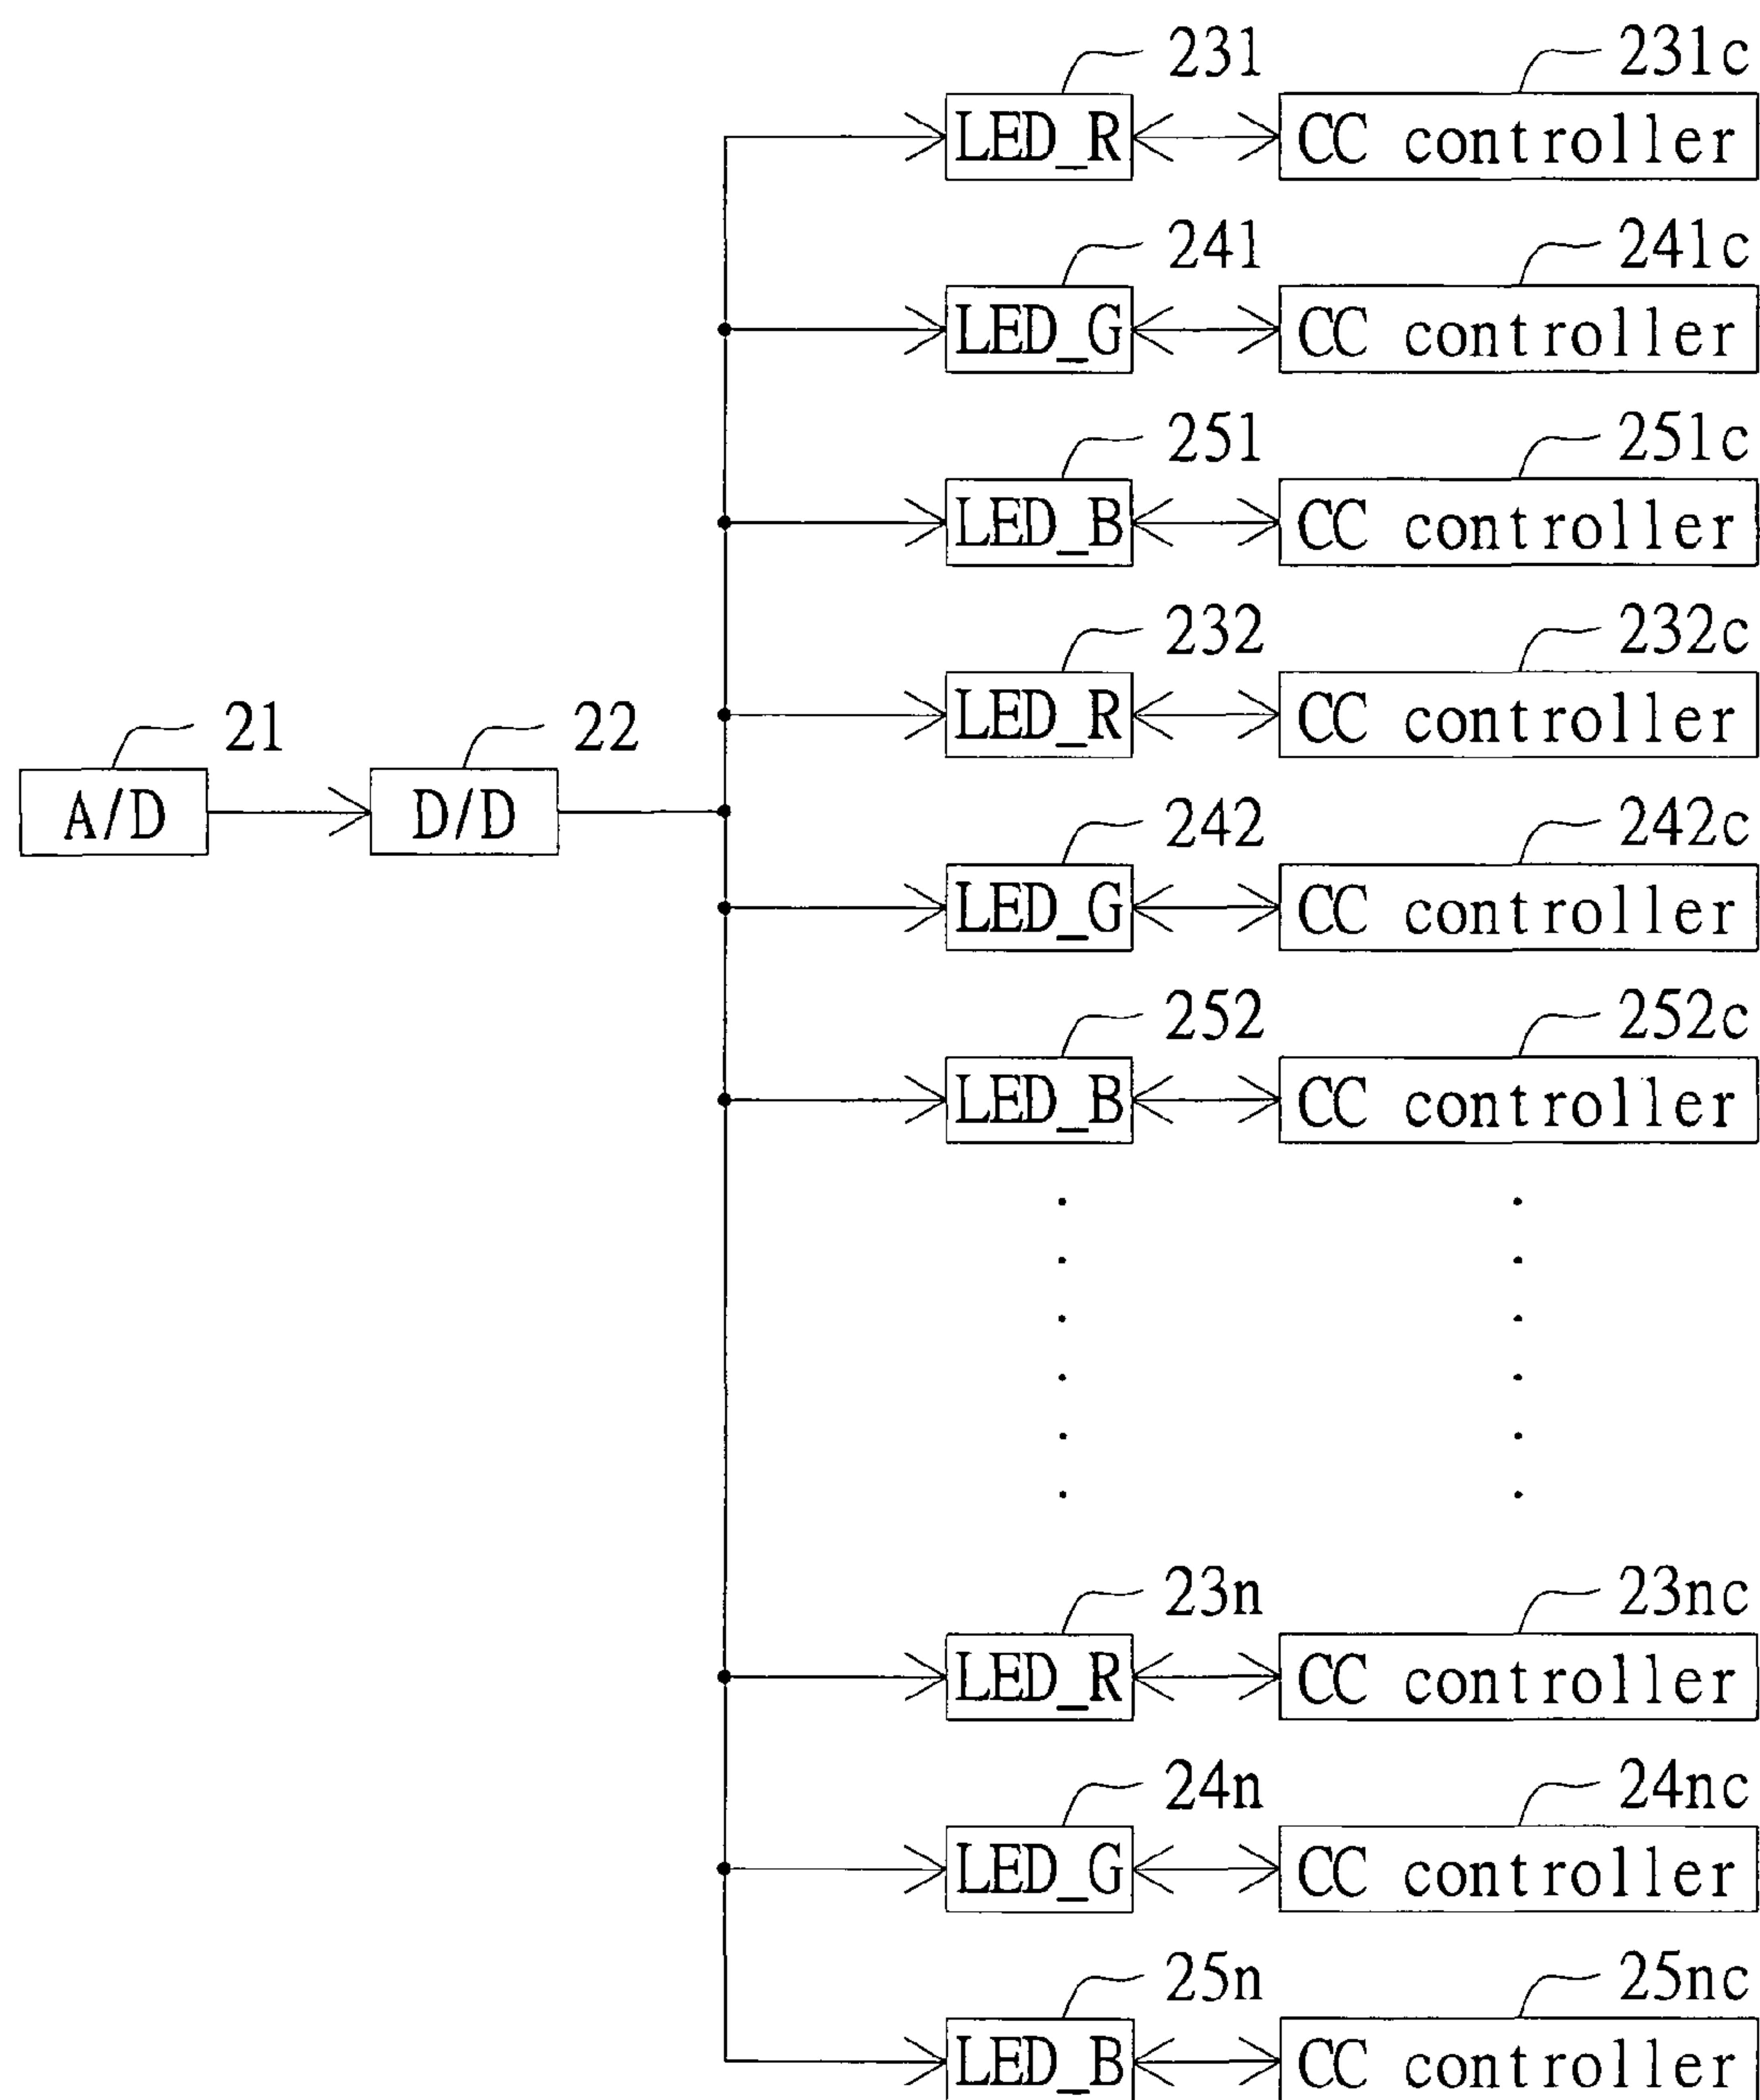 231 231c
LED_R CC controller
241 241c
LED_G CC controller
251 251c
LED_B CC controller
232 232c
LED_R CC controller
21 22
A/D D/D
242 242c
LED_G CC controller
252 252c
LED_B CC controller
23n 23nc
LED_R CC controller
24n 24nc
LED_G CC controller
25n 25nc
LED_B CC controller